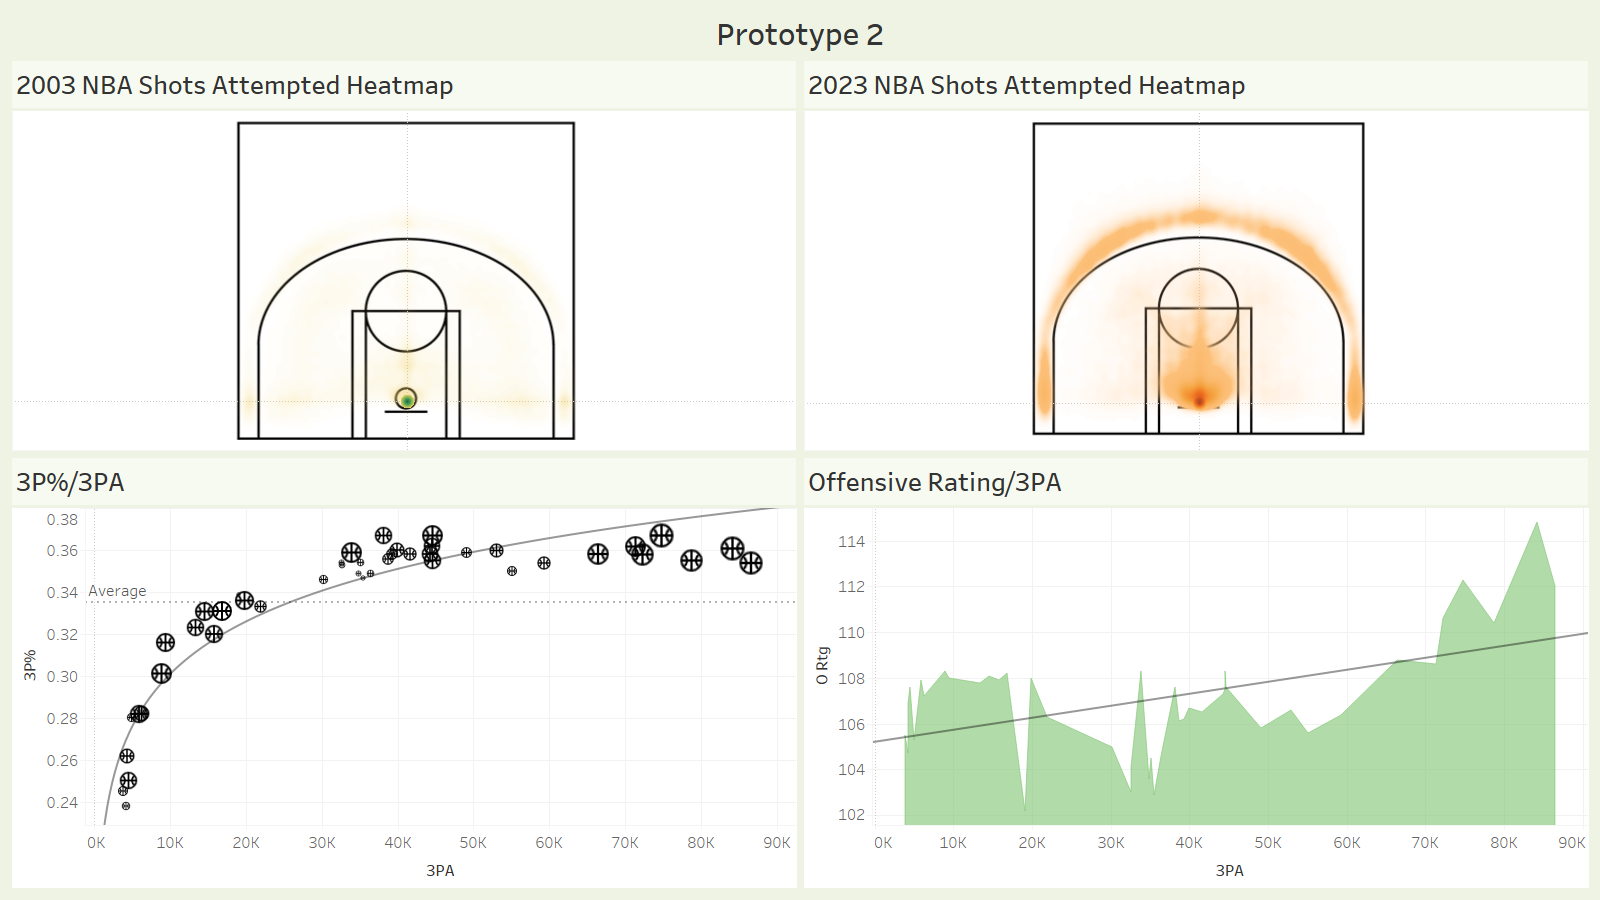 Prototype 2
2003 NBA Shots Attempted Heatmap
2023 NBA Shots Attempted Heatmap
3P%/3PA
0.38
0.36
0.34
0.32
0.30
0.28
0.26
0.24
3P%
Average
0K 10K 20K 30K 40K 50K 60K 70K 80K 90K
3PA
Offensive Rating/3PA
114
112
110
108
106
104
102
O Rtg
0K 10K 20K 30K 40K 50K 60K 70K 80K 90K
3PA